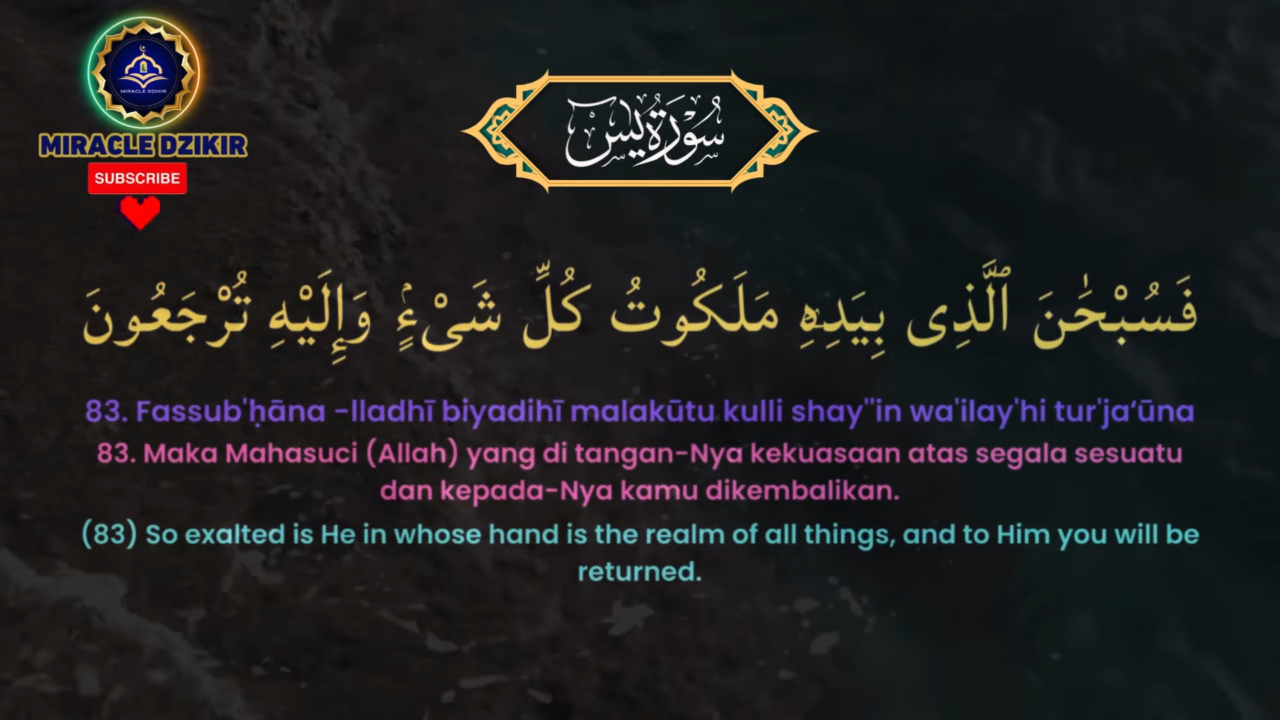 MIRACLE DZIKIR
MIRACLE DZIKIR
SUBSCRIBE
سُوْرَةُ يٰسٓ
فَسُبْحَٰنَ ٱلَّذِى بِيَدِهِۦ مَلَكُوتُ كُلِّ شَىْءٍۢ وَإِلَيْهِ تُرْجَعُونَ
83. Fassub'ḥāna -lladhī biyadihī malakūtu kulli shay''in wa'ilay'hi tur'ja‘ūna
83. Maka Mahasuci (Allah) yang di tangan-Nya kekuasaan atas segala sesuatu
dan kepada-Nya kamu dikembalikan.
(83) So exalted is He in whose hand is the realm of all things, and to Him you will be
returned.